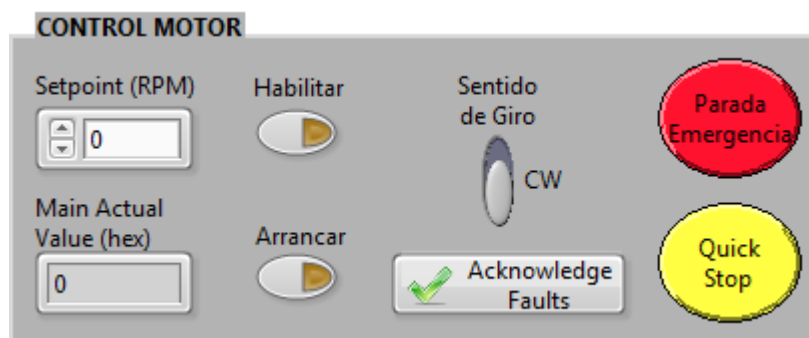 CONTROL MOTOR
Setpoint (RPM)
0
Main Actual
Value (hex)
0
Habilitar
Arrancar
Sentido
de Giro
CW
Acknowledge
Faults
Parada
Emergencia
Quick
Stop